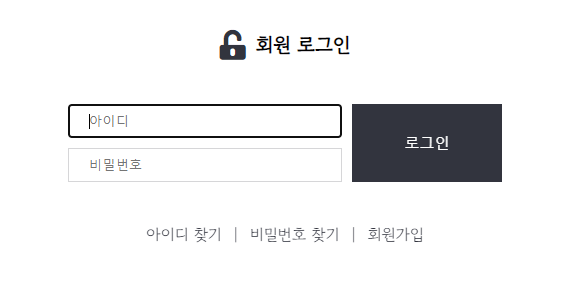 회원 로그인
아이디
비밀번호
로그인
아이디 찾기 | 비밀번호 찾기 | 회원가입